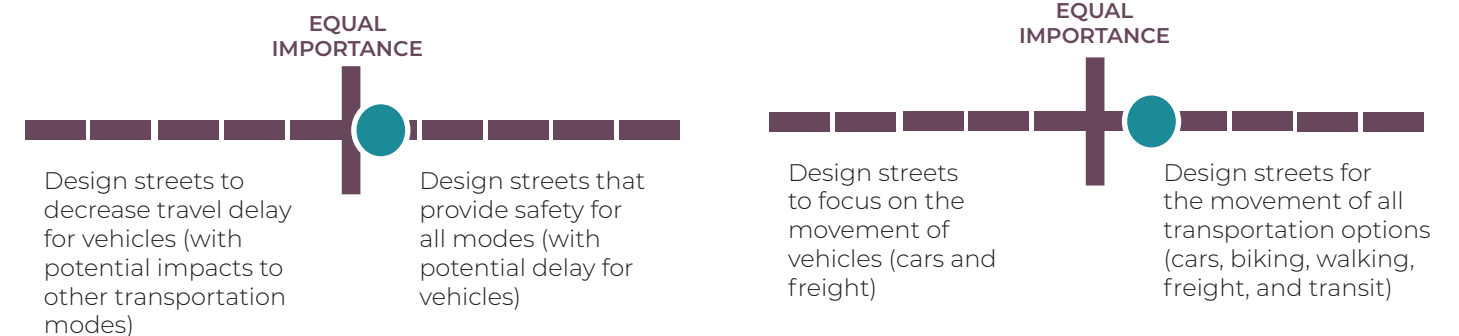 EQUAL
IMPORTANCE
Design streets to
decrease travel delay
for vehicles (with
potential impacts to
other transportation
modes)
Design streets that
provide safety for
all modes (with
potential delay for
vehicles)
EQUAL
IMPORTANCE
Design streets
to focus on the
movement of
vehicles (cars and
freight)
Design streets for
the movement of all
transportation options
(cars, biking, walking,
freight, and transit)